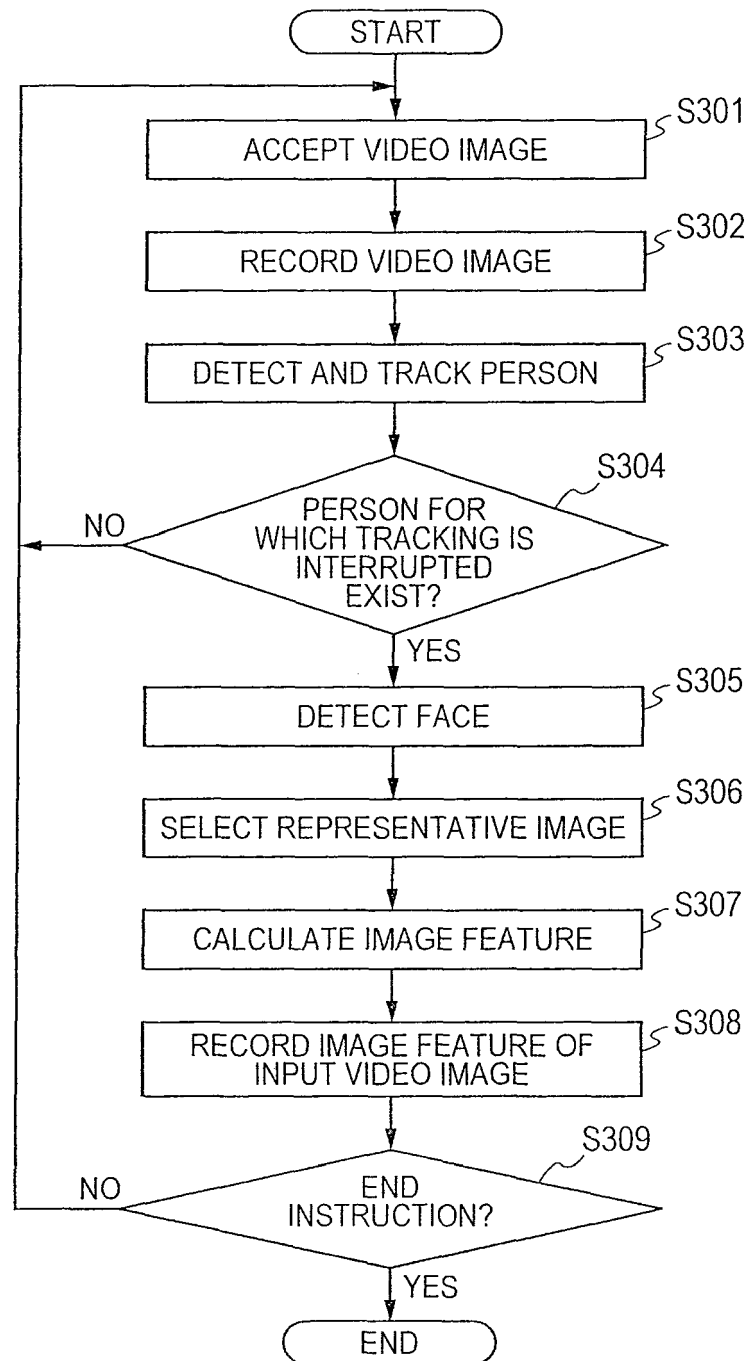 START
S301
ACCEPT VIDEO IMAGE
S302
RECORD VIDEO IMAGE
S303
DETECT AND TRACK PERSON
S304
PERSON FOR
WHICH TRACKING IS
INTERRUPTED
EXIST?
NO
YES
S305
DETECT FACE
S306
SELECT REPRESENTATIVE IMAGE
S307
CALCULATE IMAGE FEATURE
S308
RECORD IMAGE FEATURE OF
INPUT VIDEO IMAGE
S309
END
INSTRUCTION?
NO
YES
END